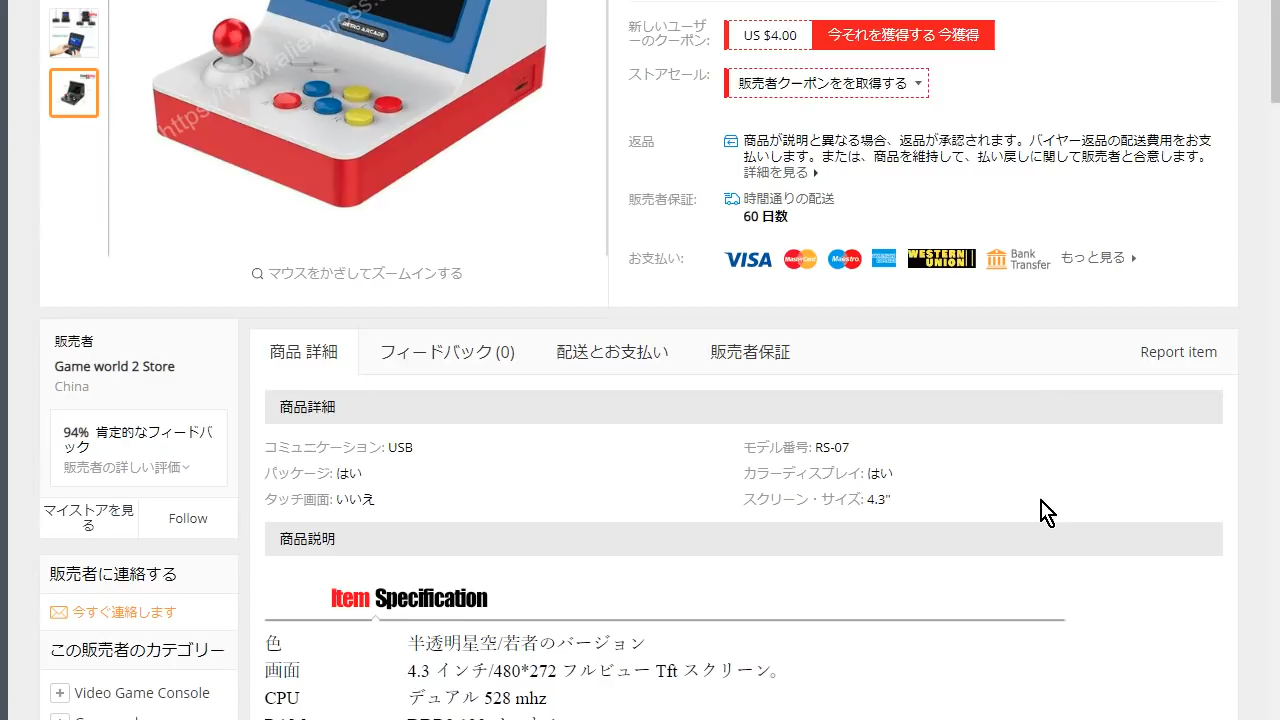 RETRO ARCADE
https://www.aliexpress.c
マウスをかざしてズームインする
新しいユーザ
ーのクーポン:
US $4.00
今それを獲得する 今獲得
ストアセール:
販売者クーポンをを取得する
返品
商品が説明と異なる場合、返品が承認されます。バイヤー返品の配送費用をお支
払いします。または、商品を維持して、払い戻しに関して販売者と合意します。
詳細を見る
販売者保証:
時間通りの配送
60 日数
お支払い:
VISA
MasterCard
Maestro
WESTERN
UNION
Bank
Transfer
もっと見る
販売者
Game world 2 Store
China
94% 肯定的なフィードバ
ック
販売者の詳しい評価
マイストアを見
る
Follow
販売者に連絡する
今すぐ連絡します
この販売者のカテゴリー
Video Game Console
商品 詳細
フィードバック (0)
配送とお支払い
販売者保証
Report item
商品詳細
コミュニケーション: USB
モデル番号: RS-07
パッケージ: はい
カラーディスプレイ: はい
タッチ画面: いいえ
スクリーン・サイズ: 4.3"
商品説明
Item Specification
色 半透明星空/若者のバージョン
画面 4.3 インチ/480*272 フルビュー Tft スクリーン。
CPU デュアル 528 mhz